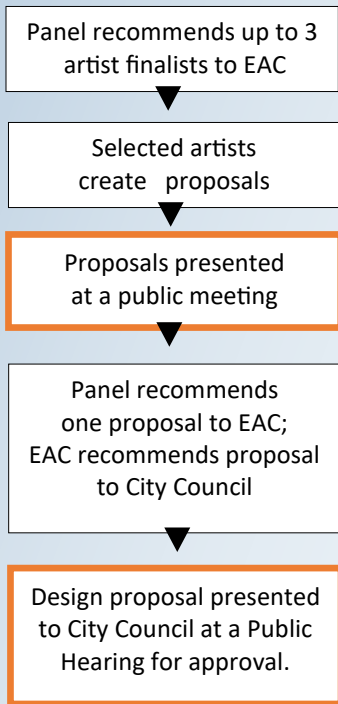 Panel recommends up to 3
artist finalists to EAC
Selected artists
create proposals
Proposals presented
at a public meeting
Panel recommends
one proposal to EAC;
EAC recommends proposal
to City Council
Design proposal presented
to City Council at a Public
Hearing for approval.